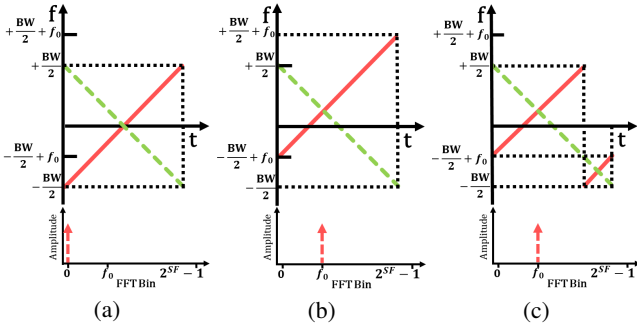 f
+BW/2 + f₀
+BW/2
t
−BW/2 + f₀
−BW/2
Amplitude
0 f₀ 2^SF − 1
FFT Bin
(a)
f
+BW/2 + f₀
+BW/2
t
−BW/2 + f₀
−BW/2
Amplitude
0 f₀ 2^SF − 1
FFT Bin
(b)
f
+BW/2 + f₀
+BW/2
t
−BW/2 + f₀
−BW/2
Amplitude
0 f₀ 2^SF − 1
FFT Bin
(c)